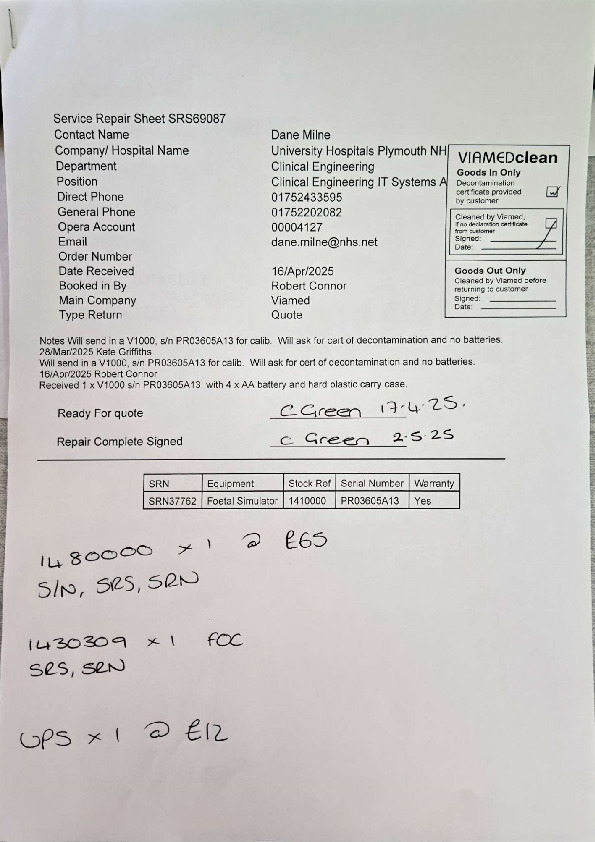 Service Repair Sheet SRS69087
Contact Name Dane Milne
Company/ Hospital Name University Hospitals Plymouth NH
Department Clinical Engineering
Position Clinical Engineering IT Systems A
Direct Phone 01752433595
General Phone 01752202082
Opera Account 00004127
Email dane.milne@nhs.net
Order Number
Date Received 16/Apr/2025
Booked in By Robert Connor
Main Company Viamed
Type Return Quote
VIAMEDclean
Goods In Only
Decontamination
certificate provided
by customer
Cleaned by Viamed,
if no declaration certificate
from customer
Signed:
Date:
Goods Out Only
Cleaned by Viamed before
returning to customer
Signed:
Date:
Notes Will send in a V1000, s/n PR03605A13 for calib. Will ask for cert of decontamination and no batteries.
28/Mar/2025 Kate Griffiths
Will send in a V1000, s/n PR03605A13 for calib. Will ask for cert of decontamination and no batteries.
16/Apr/2025 Robert Connor
Received 1 x V1000 s/n PR03605A13 with 4 x AA battery and hard plastic carry case.
Ready For quote C Green 17.4.25.
Repair Complete Signed C Green 2.5.25
SRN Equipment Stock Ref Serial Number Warranty
SRN37762 Foetal Simulator 1410000 PR03605A13 Yes
1480000 x 1 @ £65
S/N, SRS, SRN
1430309 x 1 FOC
SRS, SRN
UPS x 1 @ £12